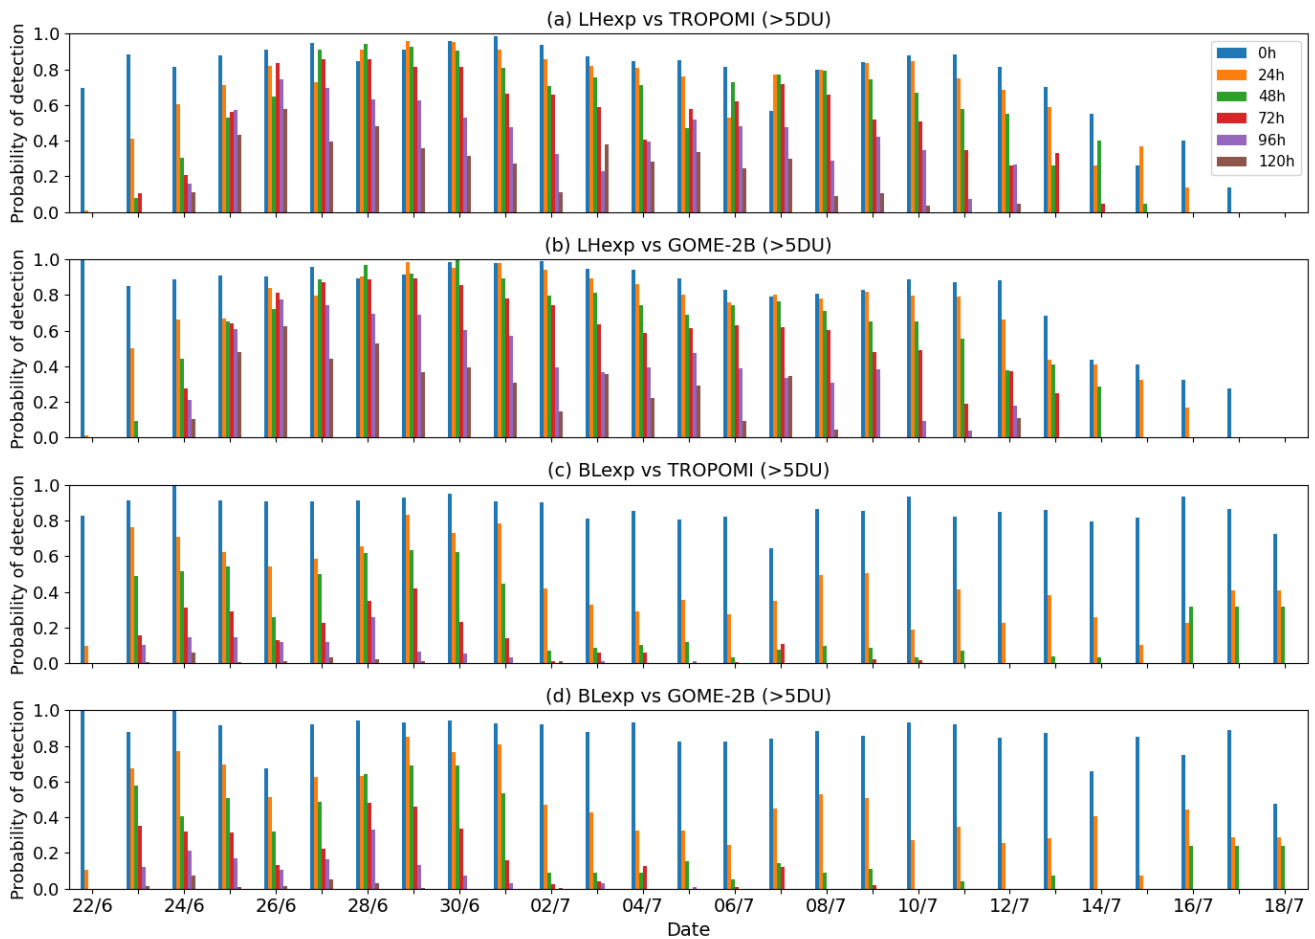 (a) LHexp vs TROPOMI (>5DU)
Probability of detection
1.0
0.8
0.6
0.4
0.2
0.0
0h
24h
48h
72h
96h
120h
(b) LHexp vs GOME-2B (>5DU)
Probability of detection
1.0
0.8
0.6
0.4
0.2
0.0
(c) BLexp vs TROPOMI (>5DU)
Probability of detection
1.0
0.8
0.6
0.4
0.2
0.0
(d) BLexp vs GOME-2B (>5DU)
Probability of detection
1.0
0.8
0.6
0.4
0.2
0.0
22/6 24/6 26/6 28/6 30/6 02/7 04/7 06/7 08/7 10/7 12/7 14/7 16/7 18/7
Date